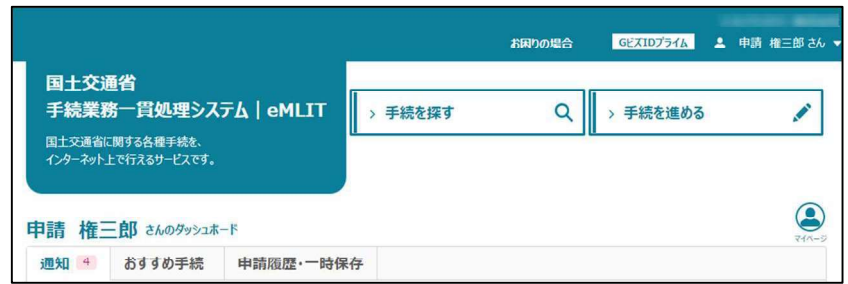 お困りの場合 GビズIDプライム 申請 権三郎 さん ▼
国土交通省
手続業務一貫処理システム | eMLIT
国土交通省に関する各種手続を、
インターネット上で行えるサービスです。
> 手続を探す
> 手続を進める
申請 権三郎 さんのダッシュボード
マイページ
通知 4 おすすめ手続 申請履歴・一時保存